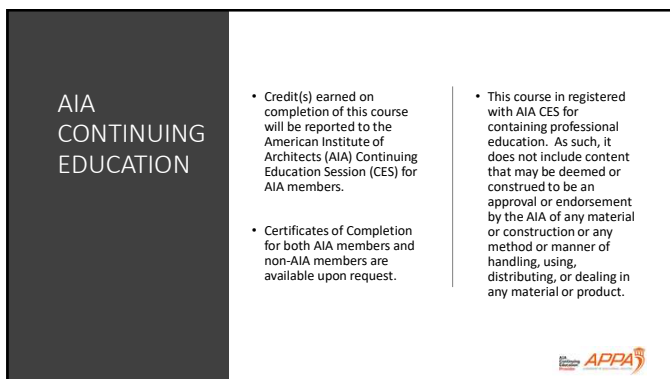 AIA
CONTINUING
EDUCATION
• Credit(s) earned on
completion of this course
will be reported to the
American Institute of
Architects (AIA) Continuing
Education Session (CES) for
AIA members.
• Certificates of Completion
for both AIA members and
non-AIA members are
available upon request.
• This course in registered
with AIA CES for
containing professional
education. As such, it
does not include content
that may be deemed or
construed to be an
approval or endorsement
by the AIA of any material
or construction or any
method or manner of
handling, using,
distributing, or dealing in
any material or product.
AIA
Continuing
Education
Provider
APPA